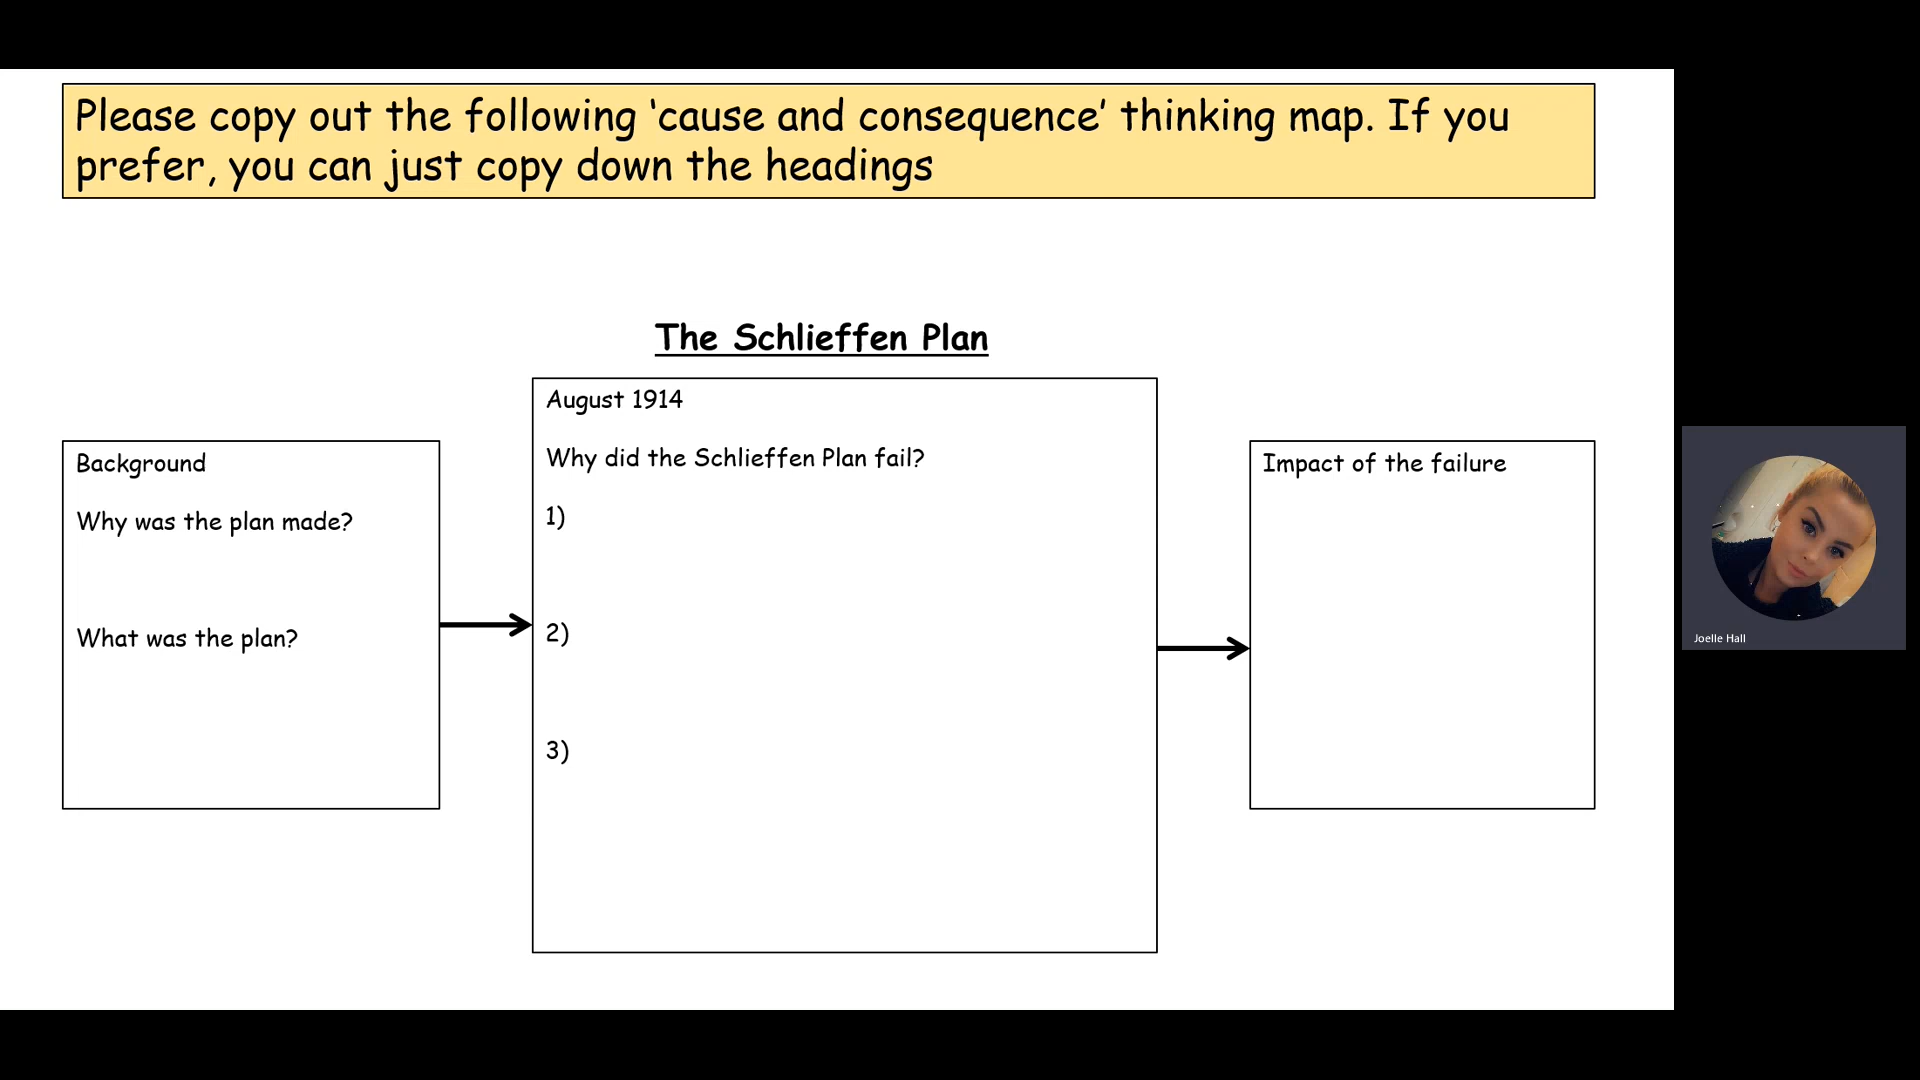 Please copy out the following ‘cause and consequence’ thinking map. If you
prefer, you can just copy down the headings
The Schlieffen Plan
Background
Why was the plan made?
What was the plan?
August 1914
Why did the Schlieffen Plan fail?
1)
2)
3)
Impact of the failure
Joelle Hall